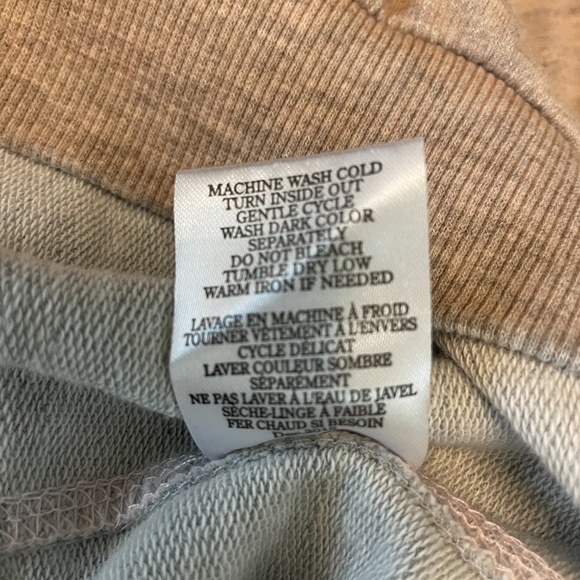 MACHINE WASH COLD
TURN INSIDE OUT
GENTLE CYCLE
WASH DARK COLOR
SEPARATELY
DO NOT BLEACH
TUMBLE DRY LOW
WARM IRON IF NEEDED
LAVAGE EN MACHINE À FROID
TOURNER VÊTEMENT À L'ENVERS
CYCLE DÉLICAT
LAVER COULEUR SOMBRE
SÉPARÉMENT
NE PAS LAVER À L'EAU DE JAVEL
SÈCHE-LINGE À FAIBLE
FER CHAUD SI BESOIN